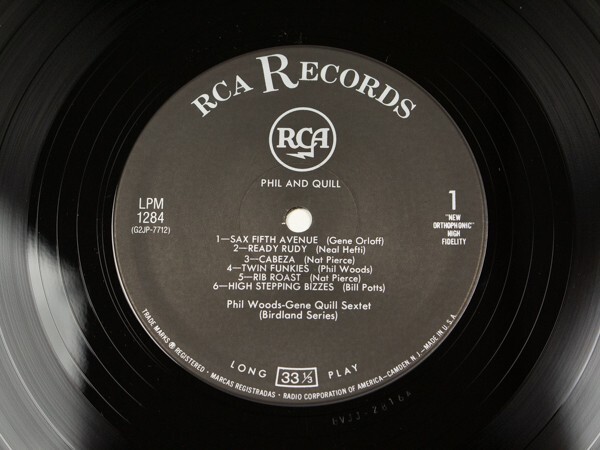 RCA RECORDS
RCA
PHIL AND QUILL
LPM
1284
(G2JP-7712)
1
"NEW
ORTHOPHONIC"
HIGH
FIDELITY
1—SAX FIFTH AVENUE (Gene Orloff)
2—READY RUDY (Neal Hefti)
3—CABEZA (Nat Pierce)
4—TWIN FUNKIES (Phil Woods)
5—RIB ROAST (Nat Pierce)
6—HIGH STEPPING BIZZES (Bill Potts)
Phil Woods-Gene Quill Sextet
(Birdland Series)
LONG 33⅓ PLAY
TRADE MARKS ® REGISTERED • MARCAS REGISTRADAS • RADIO CORPORATION OF AMERICA—CAMDEN, N.J.—MADE IN U.S.A.